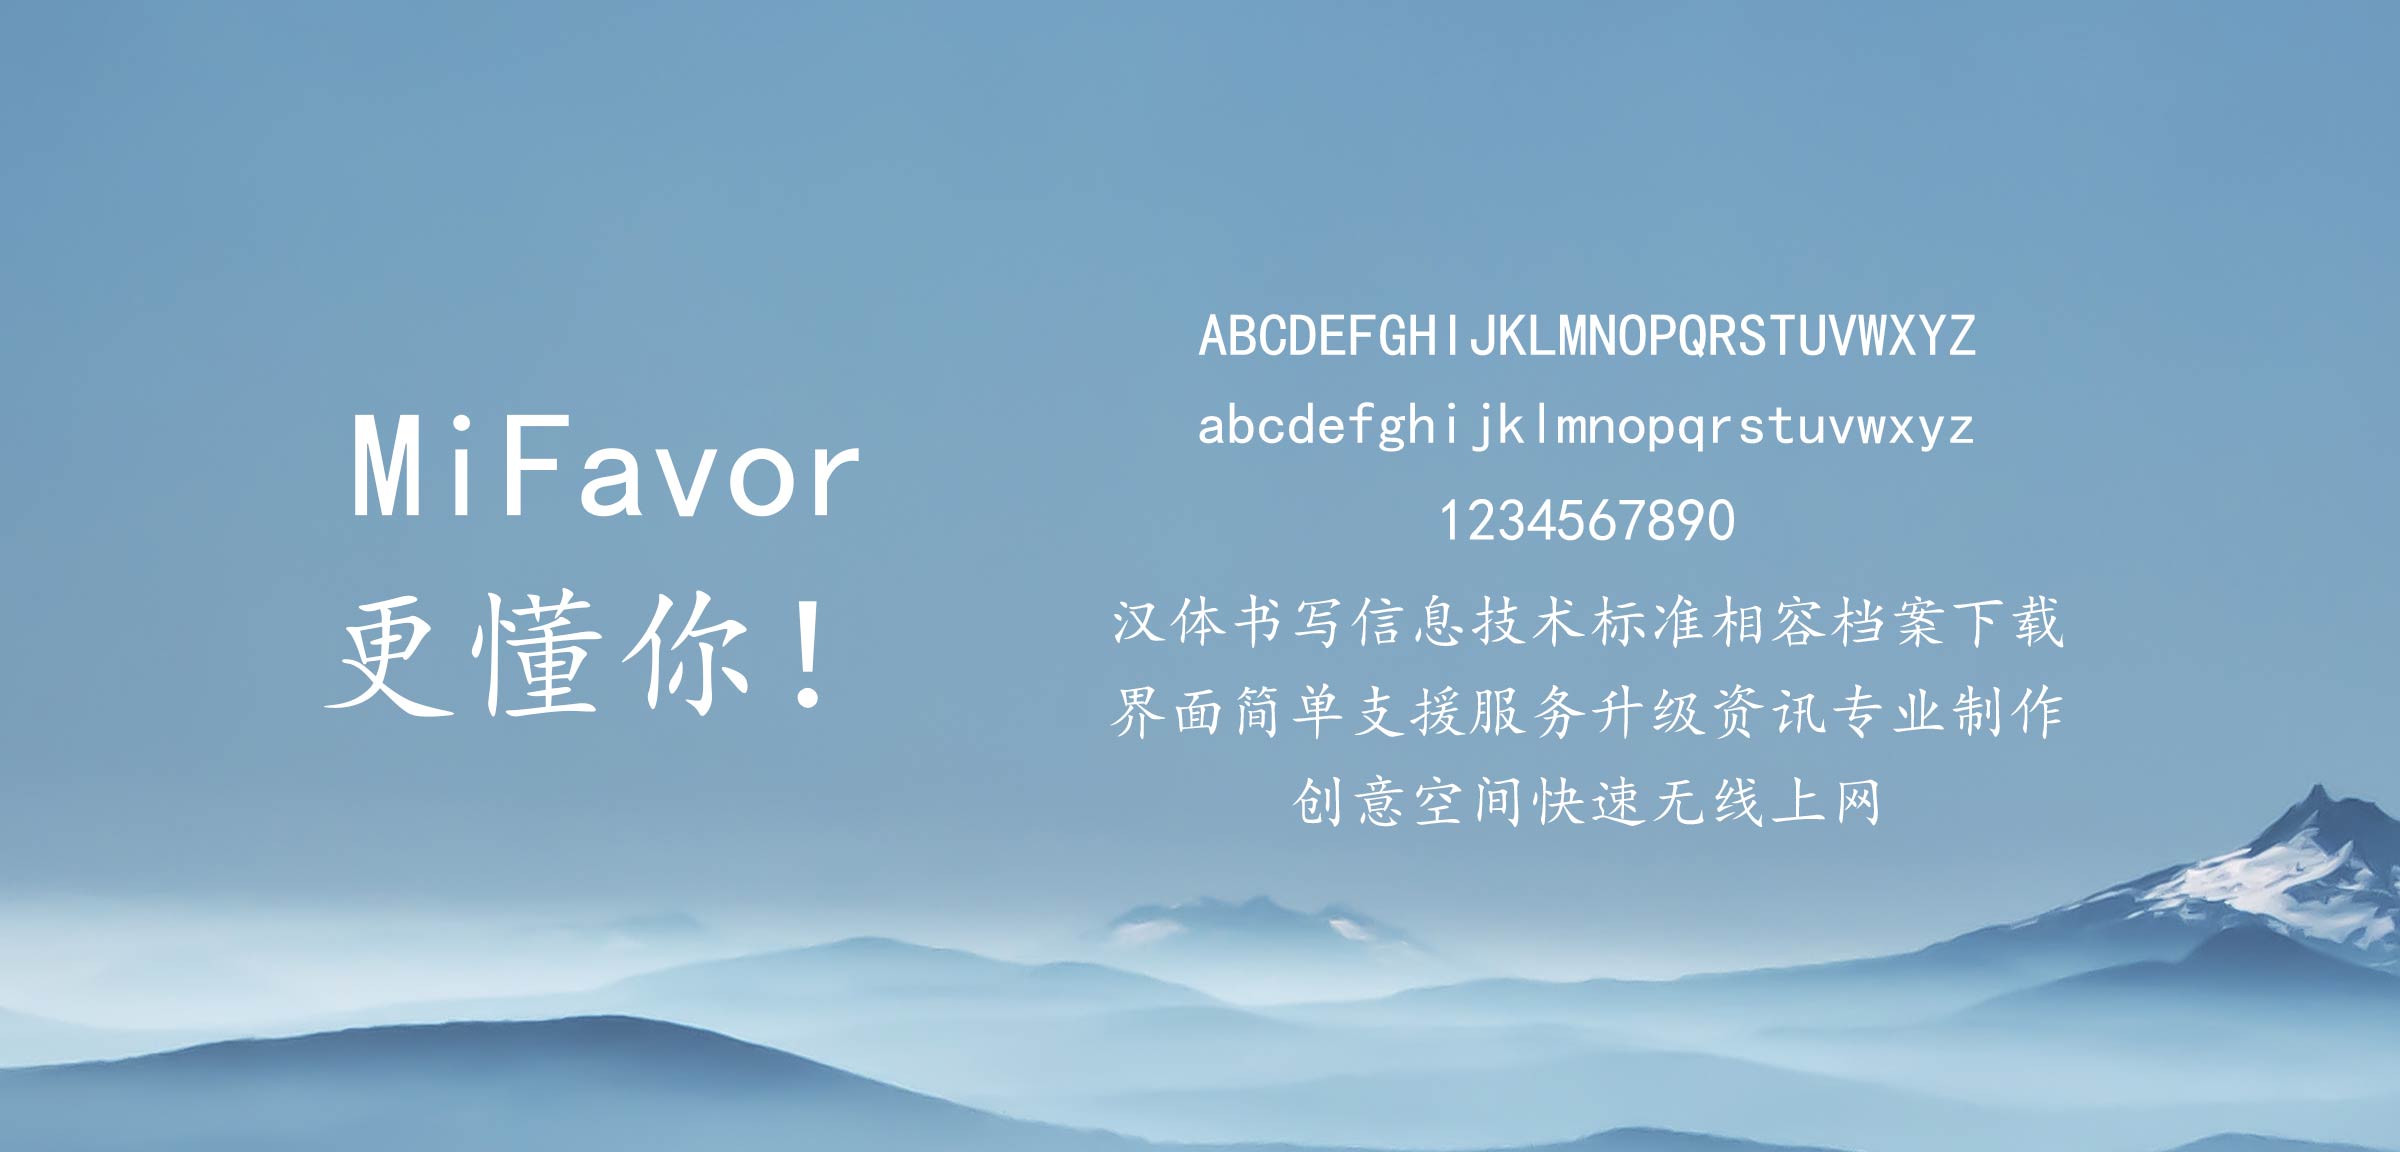 MiFavor
更懂你!
ABCDEFGHIJKLMNOPQRSTUVWXYZ
abcdefghijklmnopqrstuvwxyz
1234567890
汉体书写信息技术标准相容档案下载
界面简单支援服务升级资讯专业制作
创意空间快速无线上网